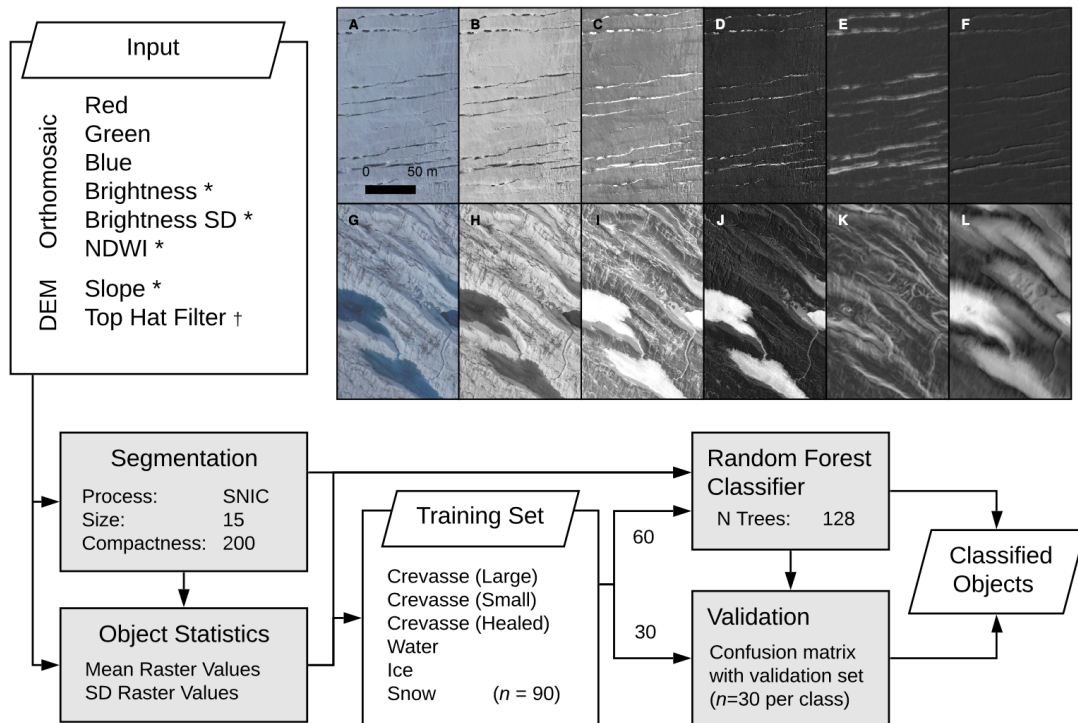 Input
Orthomosaic
Red
Green
Blue
Brightness *
Brightness SD *
NDWI *
DEM
Slope *
Top Hat Filter †
A
B
C
D
E
F
0 50 m
G
H
I
J
K
L
Segmentation
Process: SNIC
Size: 15
Compactness: 200
Object Statistics
Mean Raster Values
SD Raster Values
Training Set
Crevasse (Large)
Crevasse (Small)
Crevasse (Healed)
Water
Ice
Snow (n = 90)
60
30
Random Forest
Classifier
N Trees: 128
Validation
Confusion matrix
with validation set
(n=30 per class)
Classified
Objects